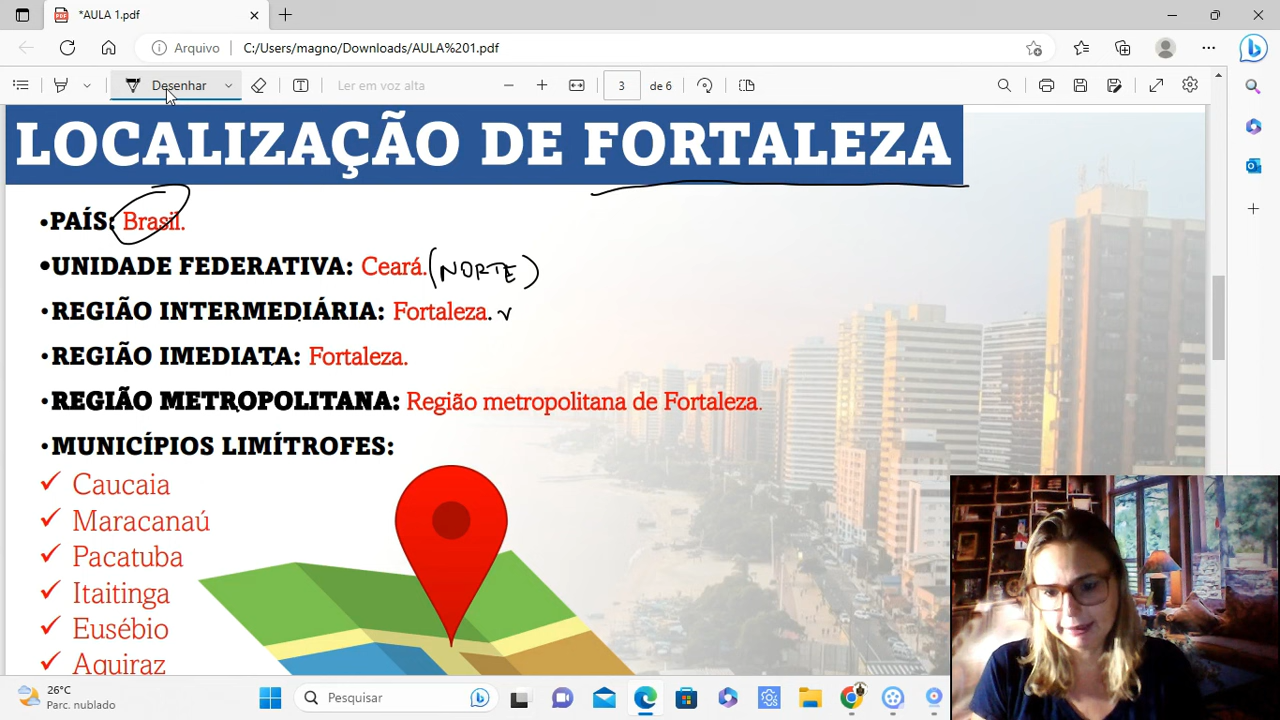 *AULA 1.pdf
Arquivo C:/Users/magno/Downloads/AULA%201.pdf
Desenhar Ler em voz alta 3 de 6
LOCALIZAÇÃO DE FORTALEZA
•PAÍS: Brasil.
•UNIDADE FEDERATIVA: Ceará. (NORTE)
•REGIÃO INTERMEDIÁRIA: Fortaleza.
•REGIÃO IMEDIATA: Fortaleza.
•REGIÃO METROPOLITANA: Região metropolitana de Fortaleza.
•MUNICÍPIOS LIMÍTROFES:
✓ Caucaia
✓ Maracanaú
✓ Pacatuba
✓ Itaitinga
✓ Eusébio
✓ Aquiraz
26°C
Parc. nublado
Pesquisar